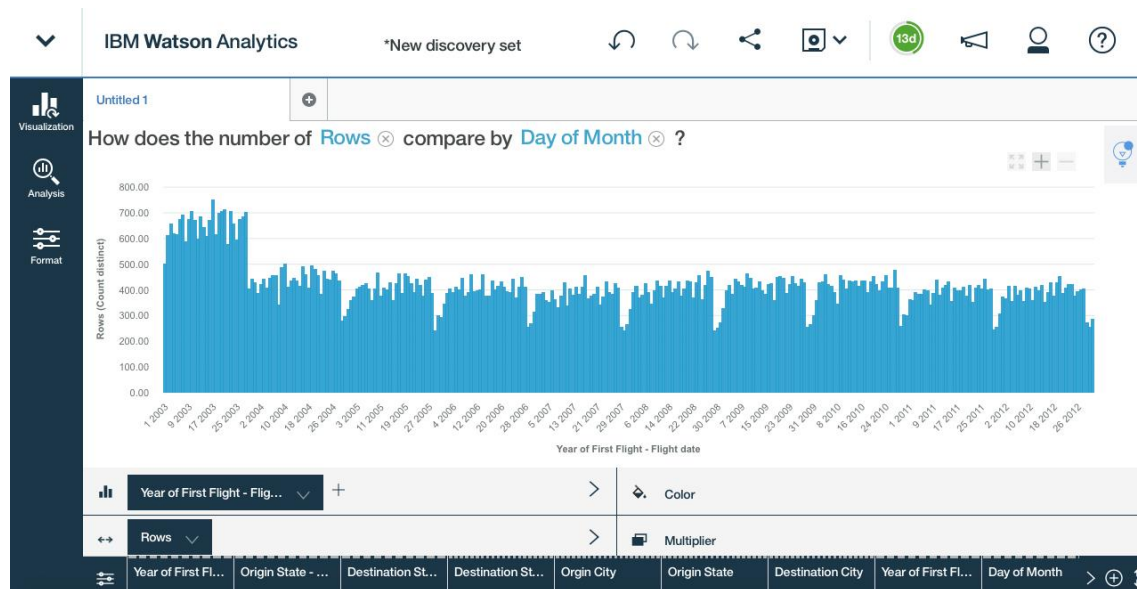 IBM Watson Analytics
*New discovery set
13d
Untitled 1
Visualization
Analysis
Format
How does the number of Rows compare by Day of Month ?
800.00
700.00
600.00
500.00
400.00
300.00
200.00
100.00
0.00
Rows (Count distinct)
1 2003
9 2003
17 2003
25 2003
2 2004
10 2004
18 2004
26 2004
3 2005
11 2005
19 2005
27 2005
4 2006
12 2006
20 2006
28 2006
5 2007
13 2007
21 2007
29 2007
6 2008
14 2008
22 2008
30 2008
7 2009
15 2009
23 2009
31 2009
8 2010
16 2010
24 2010
1 2011
9 2011
17 2011
25 2011
2 2012
10 2012
18 2012
26 2012
Year of First Flight - Flight date
Year of First Flight - Flig...
Color
Rows
Multiplier
Year of First Fl...
Origin State - ...
Destination St...
Destination St...
Orgin City
Origin State
Destination City
Year of First Fl...
Day of Month